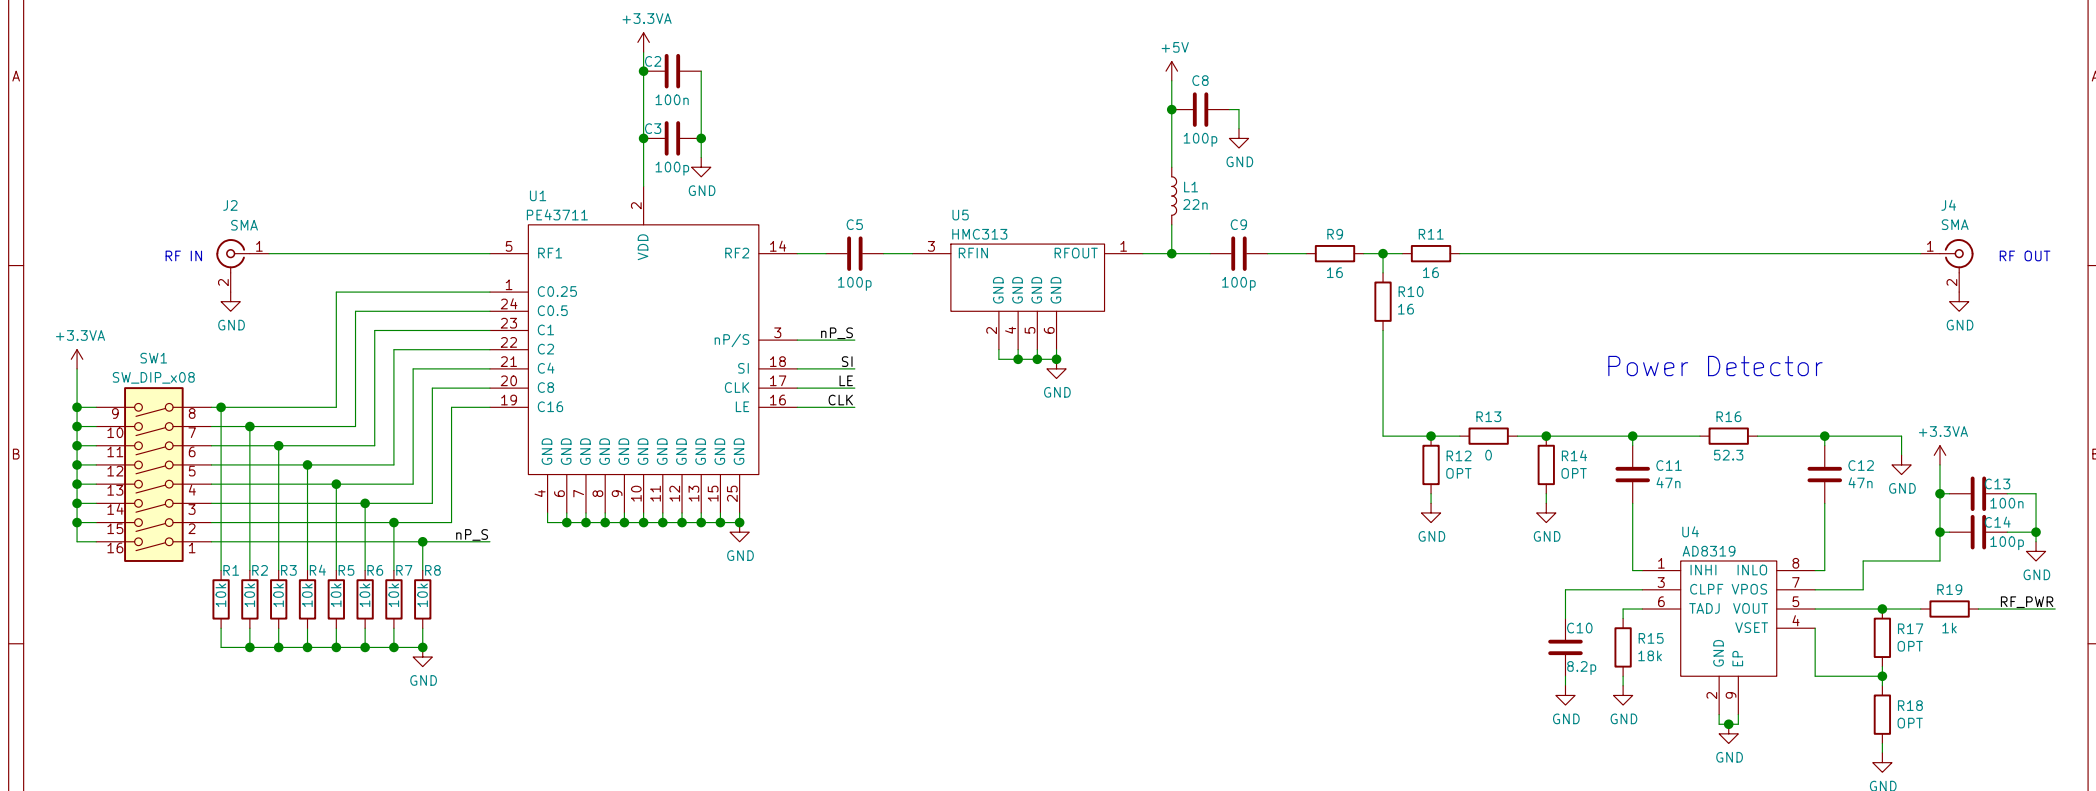 +3.3VA
C2
100n
C3
100p
GND
+5V
C8
100p
GND
L1
22n
A
A
J2
SMA
RF IN
1
2
GND
U1
PE43711
2
VDD
5 RF1
RF2 14
1 C0.25
24 C0.5
23 C1
22 C2
21 C4
20 C8
19 C16
nP/S 3 nP_S
SI 18 SI
CLK 17 LE
LE 16 CLK
GND GND GND GND GND GND GND GND GND GND GND
4 6 7 8 9 10 11 12 13 15 25
GND
C5
100p
U5
HMC313
3 RFIN
RFOUT 1
GND GND GND GND
2 4 5 6
GND
C9
100p
R9
16
R11
16
R10
16
J4
SMA
1
2
RF OUT
GND
+3.3VA
SW1
SW_DIP_x08
9 8
10 7
11 6
12 5
13 4
14 3
15 2
16 1
nP_S
B
B
R1 R2 R3 R4 R5 R6 R7 R8
10k 10k 10k 10k 10k 10k 10k 10k
GND
Power Detector
R13
0
R12
OPT
GND
R14
OPT
GND
R16
52.3
C11
47n
C12
47n
GND
+3.3VA
C13
100n
C14
100p
GND
U4
AD8319
1 INHI
INLO 8
3 CLPF
VPOS 7
6 TADJ
VOUT 5
VSET 4
GND EP
2 9
GND
C10
8.2p
GND
R15
18k
GND
R19
1k
RF_PWR
R17
OPT
R18
OPT
GND